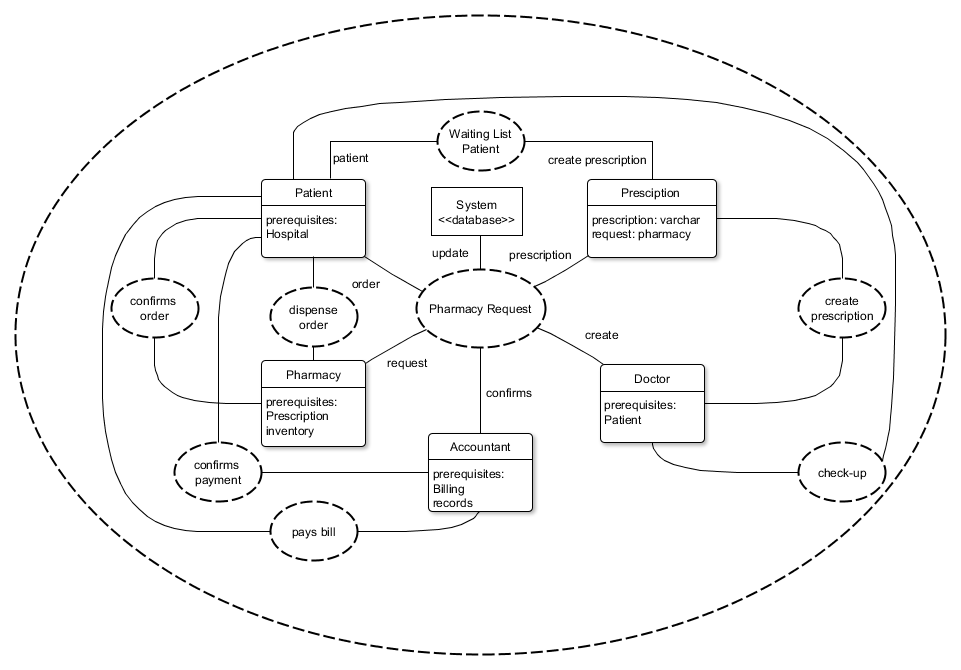 Waiting List
Patient
patient
create prescription
Patient
prerequisites:
Hospital
System
<<database>>
Presciption
prescription: varchar
request: pharmacy
update
prescription
order
confirms
order
dispense
order
Pharmacy Request
create
prescription
request
create
Pharmacy
prerequisites:
Prescription
inventory
Doctor
prerequisites:
Patient
confirms
Accountant
prerequisites:
Billing
records
confirms
payment
check-up
pays bill